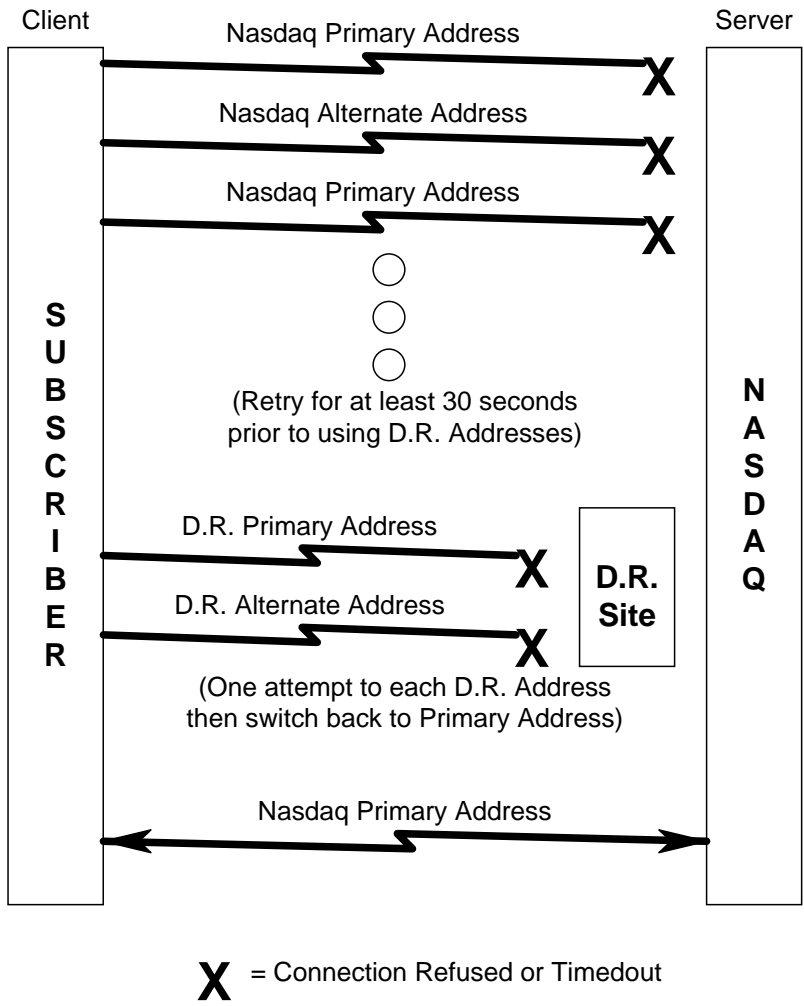 Client
Server
Nasdaq Primary Address
X
Nasdaq Alternate Address
X
Nasdaq Primary Address
X
SUBSCRIBER
NASDAQ
(Retry for at least 30 seconds
prior to using D.R. Addresses)
D.R. Primary Address
X
D.R. Alternate Address
X
D.R.
Site
(One attempt to each D.R. Address
then switch back to Primary Address)
Nasdaq Primary Address
X = Connection Refused or Timedout